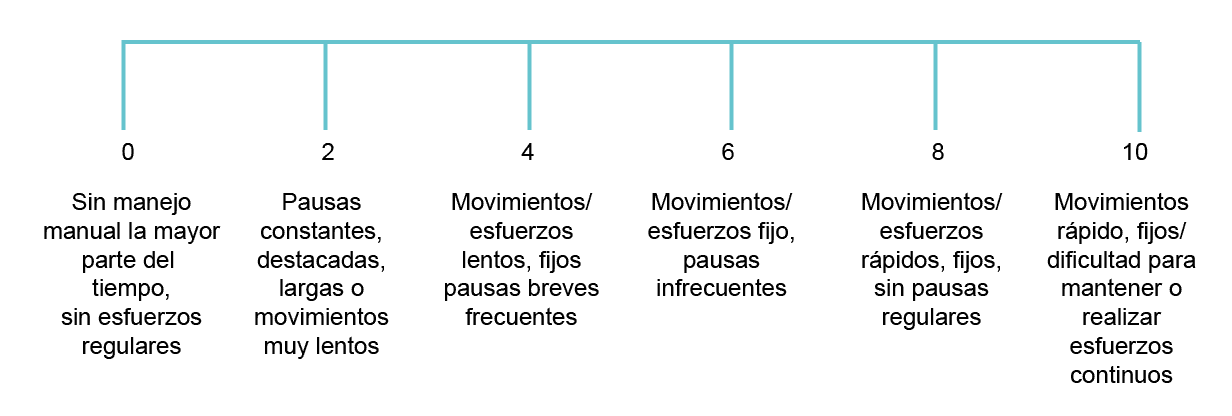 0
Sin manejo
manual la mayor
parte del
tiempo,
sin esfuerzos
regulares
2
Pausas
constantes,
destacadas,
largas o
movimientos
muy lentos
4
Movimientos/
esfuerzos
lentos, fijos
pausas breves
frecuentes
6
Movimientos/
esfuerzos fijo,
pausas
infrecuentes
8
Movimientos/
esfuerzos
rápidos, fijos,
sin pausas
regulares
10
Movimientos
rápido, fijos/
dificultad para
mantener o
realizar
esfuerzos
continuos